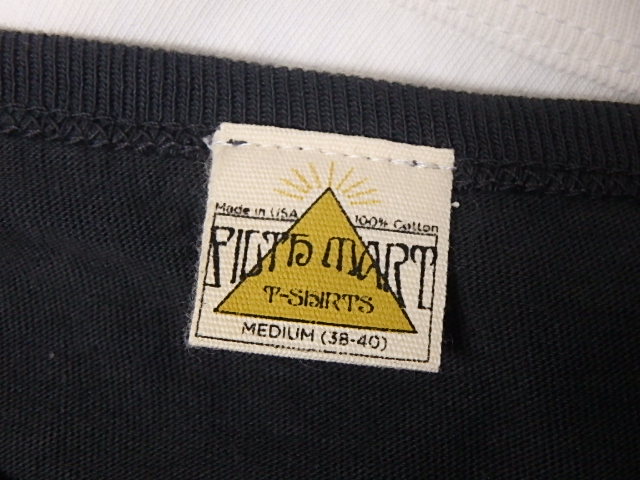 Made in USA 100% Cotton
FIFTH MART
T-SHIRTS
MEDIUM (38-40)